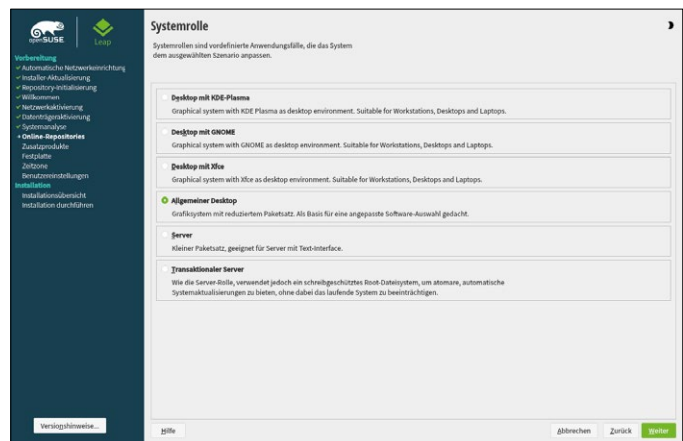 openSUSE
Leap
Vorbereitung
Automatische Netzwerkeinrichtung
Installer-Aktualisierung
Repository-Initialisierung
Willkommen
Netzwerkaktivierung
Datenträgeraktivierung
Systemanalyse
Online-Repositories
Zusatzprodukte
Festplatte
Zeitzone
Benutzereinstellungen
Installation
Installationsübersicht
Installation durchführen
Versionshinweise...
Systemrolle
Systemrollen sind vordefinierte Anwendungsfälle, die das System
dem ausgewählten Szenario anpassen.
Desktop mit KDE-Plasma
Graphical system with KDE Plasma as desktop environment. Suitable for Workstations, Desktops and Laptops.
Desktop mit GNOME
Graphical system with GNOME as desktop environment. Suitable for Workstations, Desktops and Laptops.
Desktop mit Xfce
Graphical system with Xfce as desktop environment. Suitable for Workstations, Desktops and Laptops.
Allgemeiner Desktop
Grafiksystem mit reduziertem Paketsatz. Als Basis für eine angepasste Software-Auswahl gedacht.
Server
Kleiner Paketsatz, geeignet für Server mit Text-Interface.
Transaktionaler Server
Wie die Server-Rolle, verwendet jedoch ein schreibgeschütztes Root-Dateisystem, um atomare, automatische
Systemaktualisierungen zu bieten, ohne dabei das laufende System zu beeinträchtigen.
Hilfe
Abbrechen
Zurück
Weiter